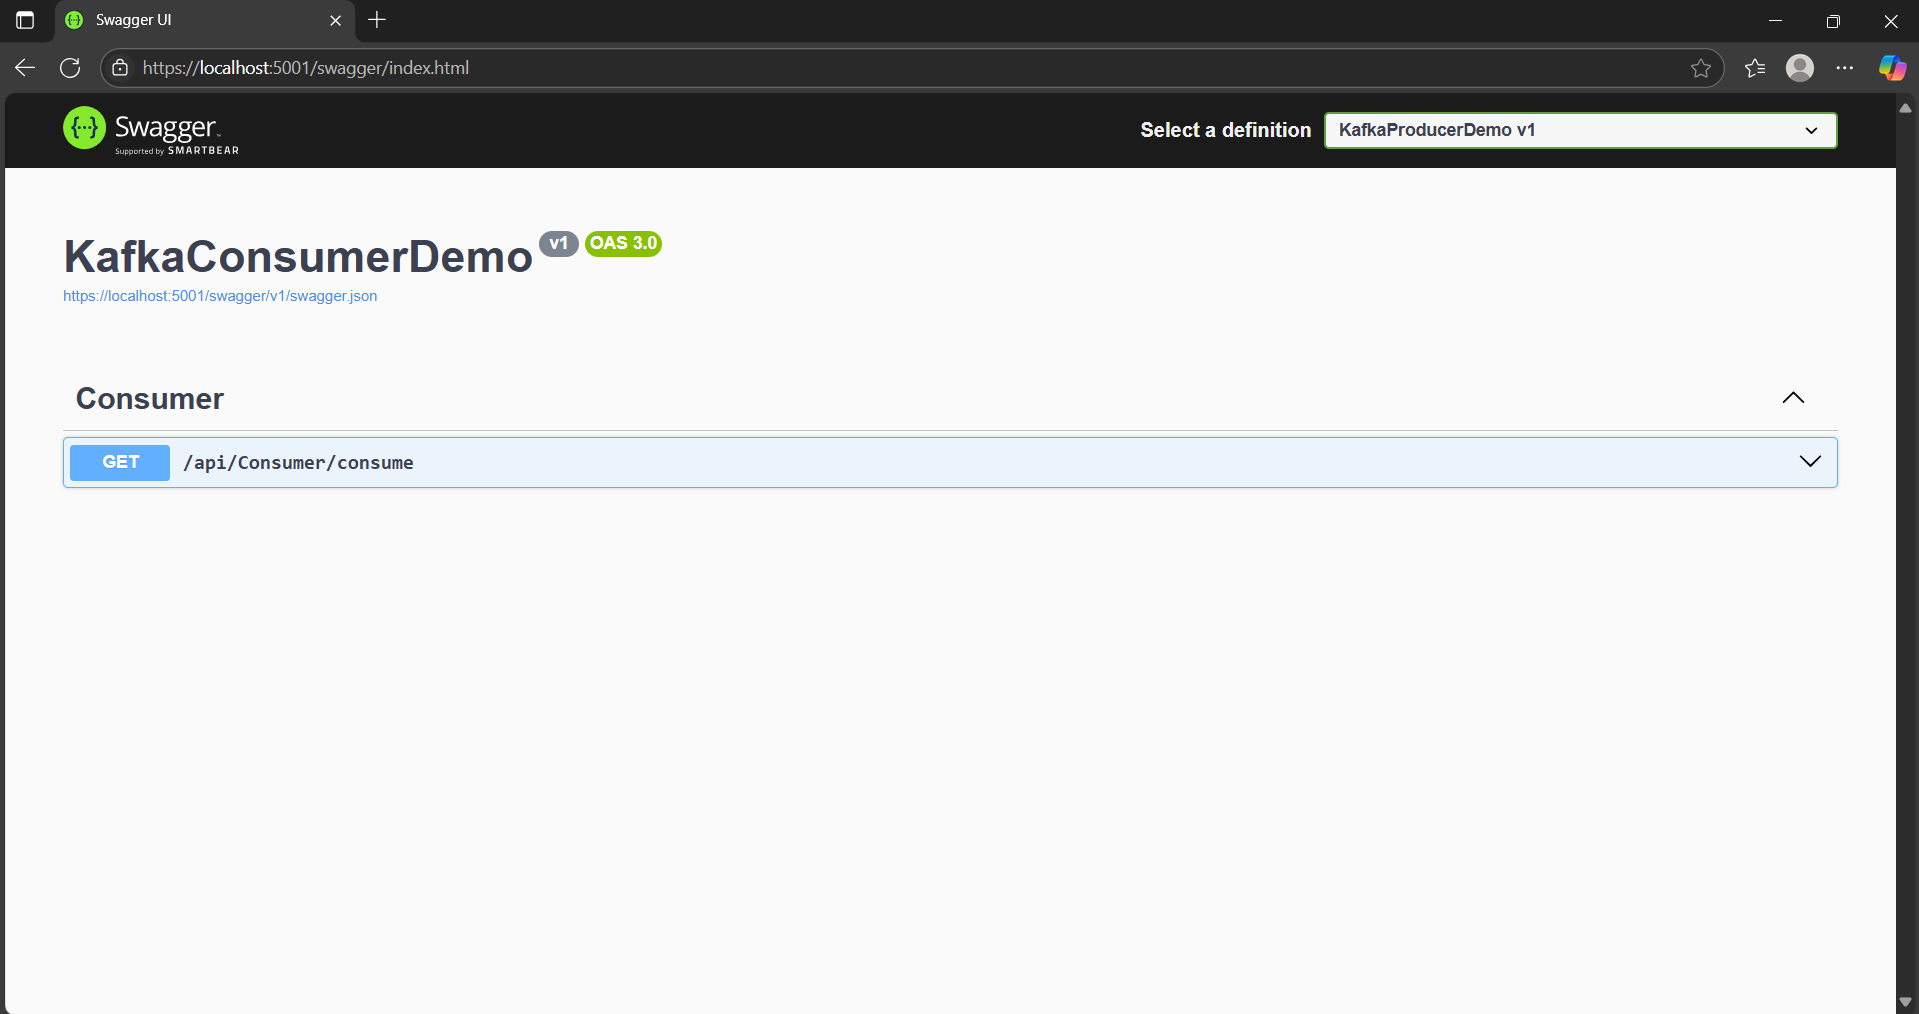 Swagger UI
https://localhost:5001/swagger/index.html
{···} Swagger™
Supported by SMARTBEAR
Select a definition
KafkaProducerDemo v1
KafkaConsumerDemo v1 OAS 3.0
https://localhost:5001/swagger/v1/swagger.json
Consumer
GET /api/Consumer/consume